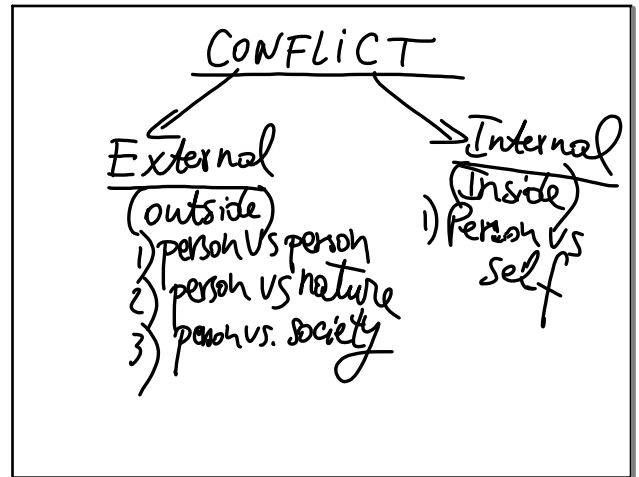 CONFLiCT
External
(outside)
1) person Vs person
2) person vs nature
3) person vs. society
Internal
(Inside)
1) Person vs
self